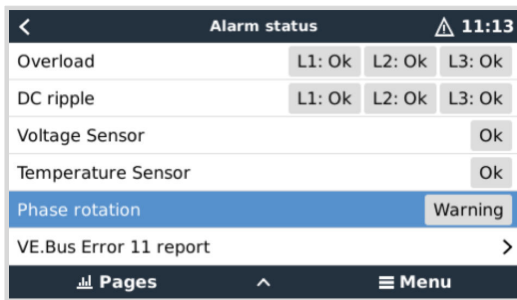 Alarm status 11:13
Overload L1: Ok L2: Ok L3: Ok
DC ripple L1: Ok L2: Ok L3: Ok
Voltage Sensor Ok
Temperature Sensor Ok
Phase rotation Warning
VE.Bus Error 11 report
Pages Menu